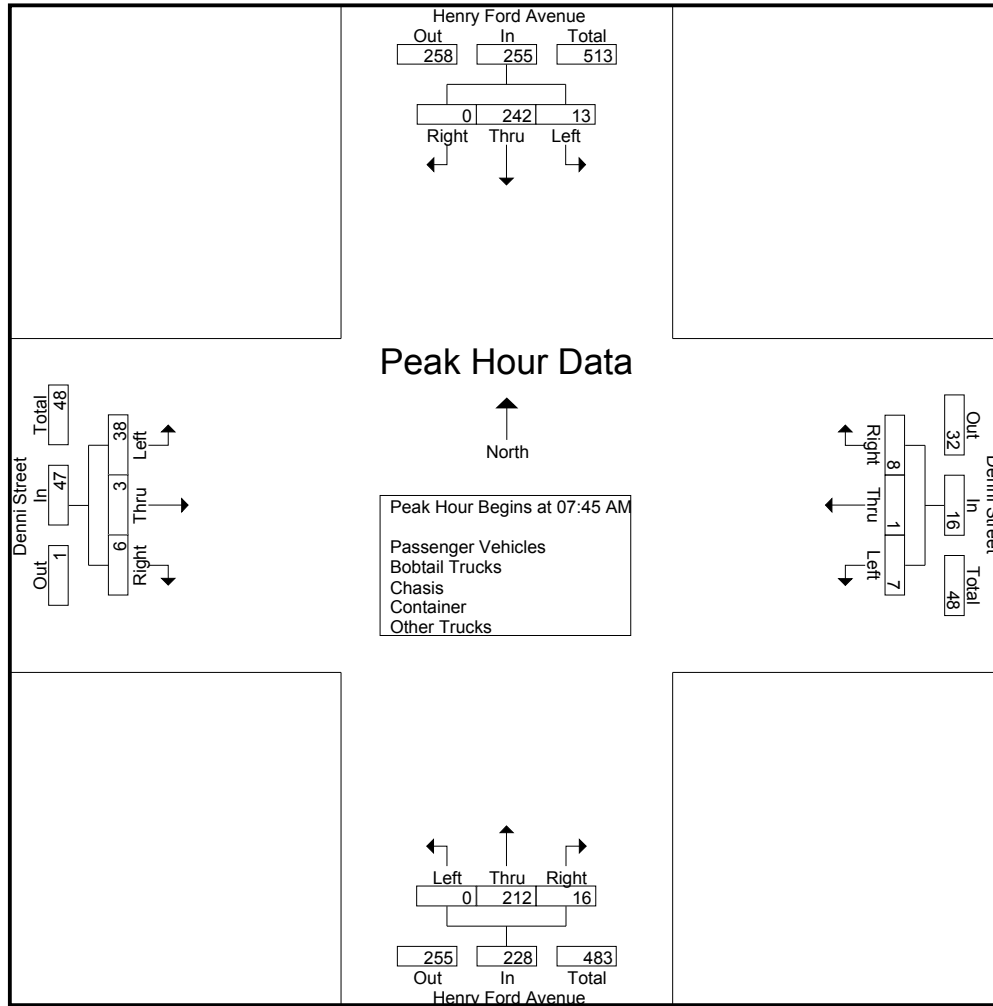 Henry Ford Avenue
Out In Total
258 255 513
0 242 13
Right Thru Left
Peak Hour Data
North
Peak Hour Begins at 07:45 AM
Passenger Vehicles
Bobtail Trucks
Chasis
Container
Other Trucks
Denni Street
Out In Total
1 47 48
38 3 6
Left Thru Right
Denni Street
Out In Total
32 16 48
8 1 7
Right Thru Left
Left Thru Right
0 212 16
255 228 483
Out In Total
Henry Ford Avenue